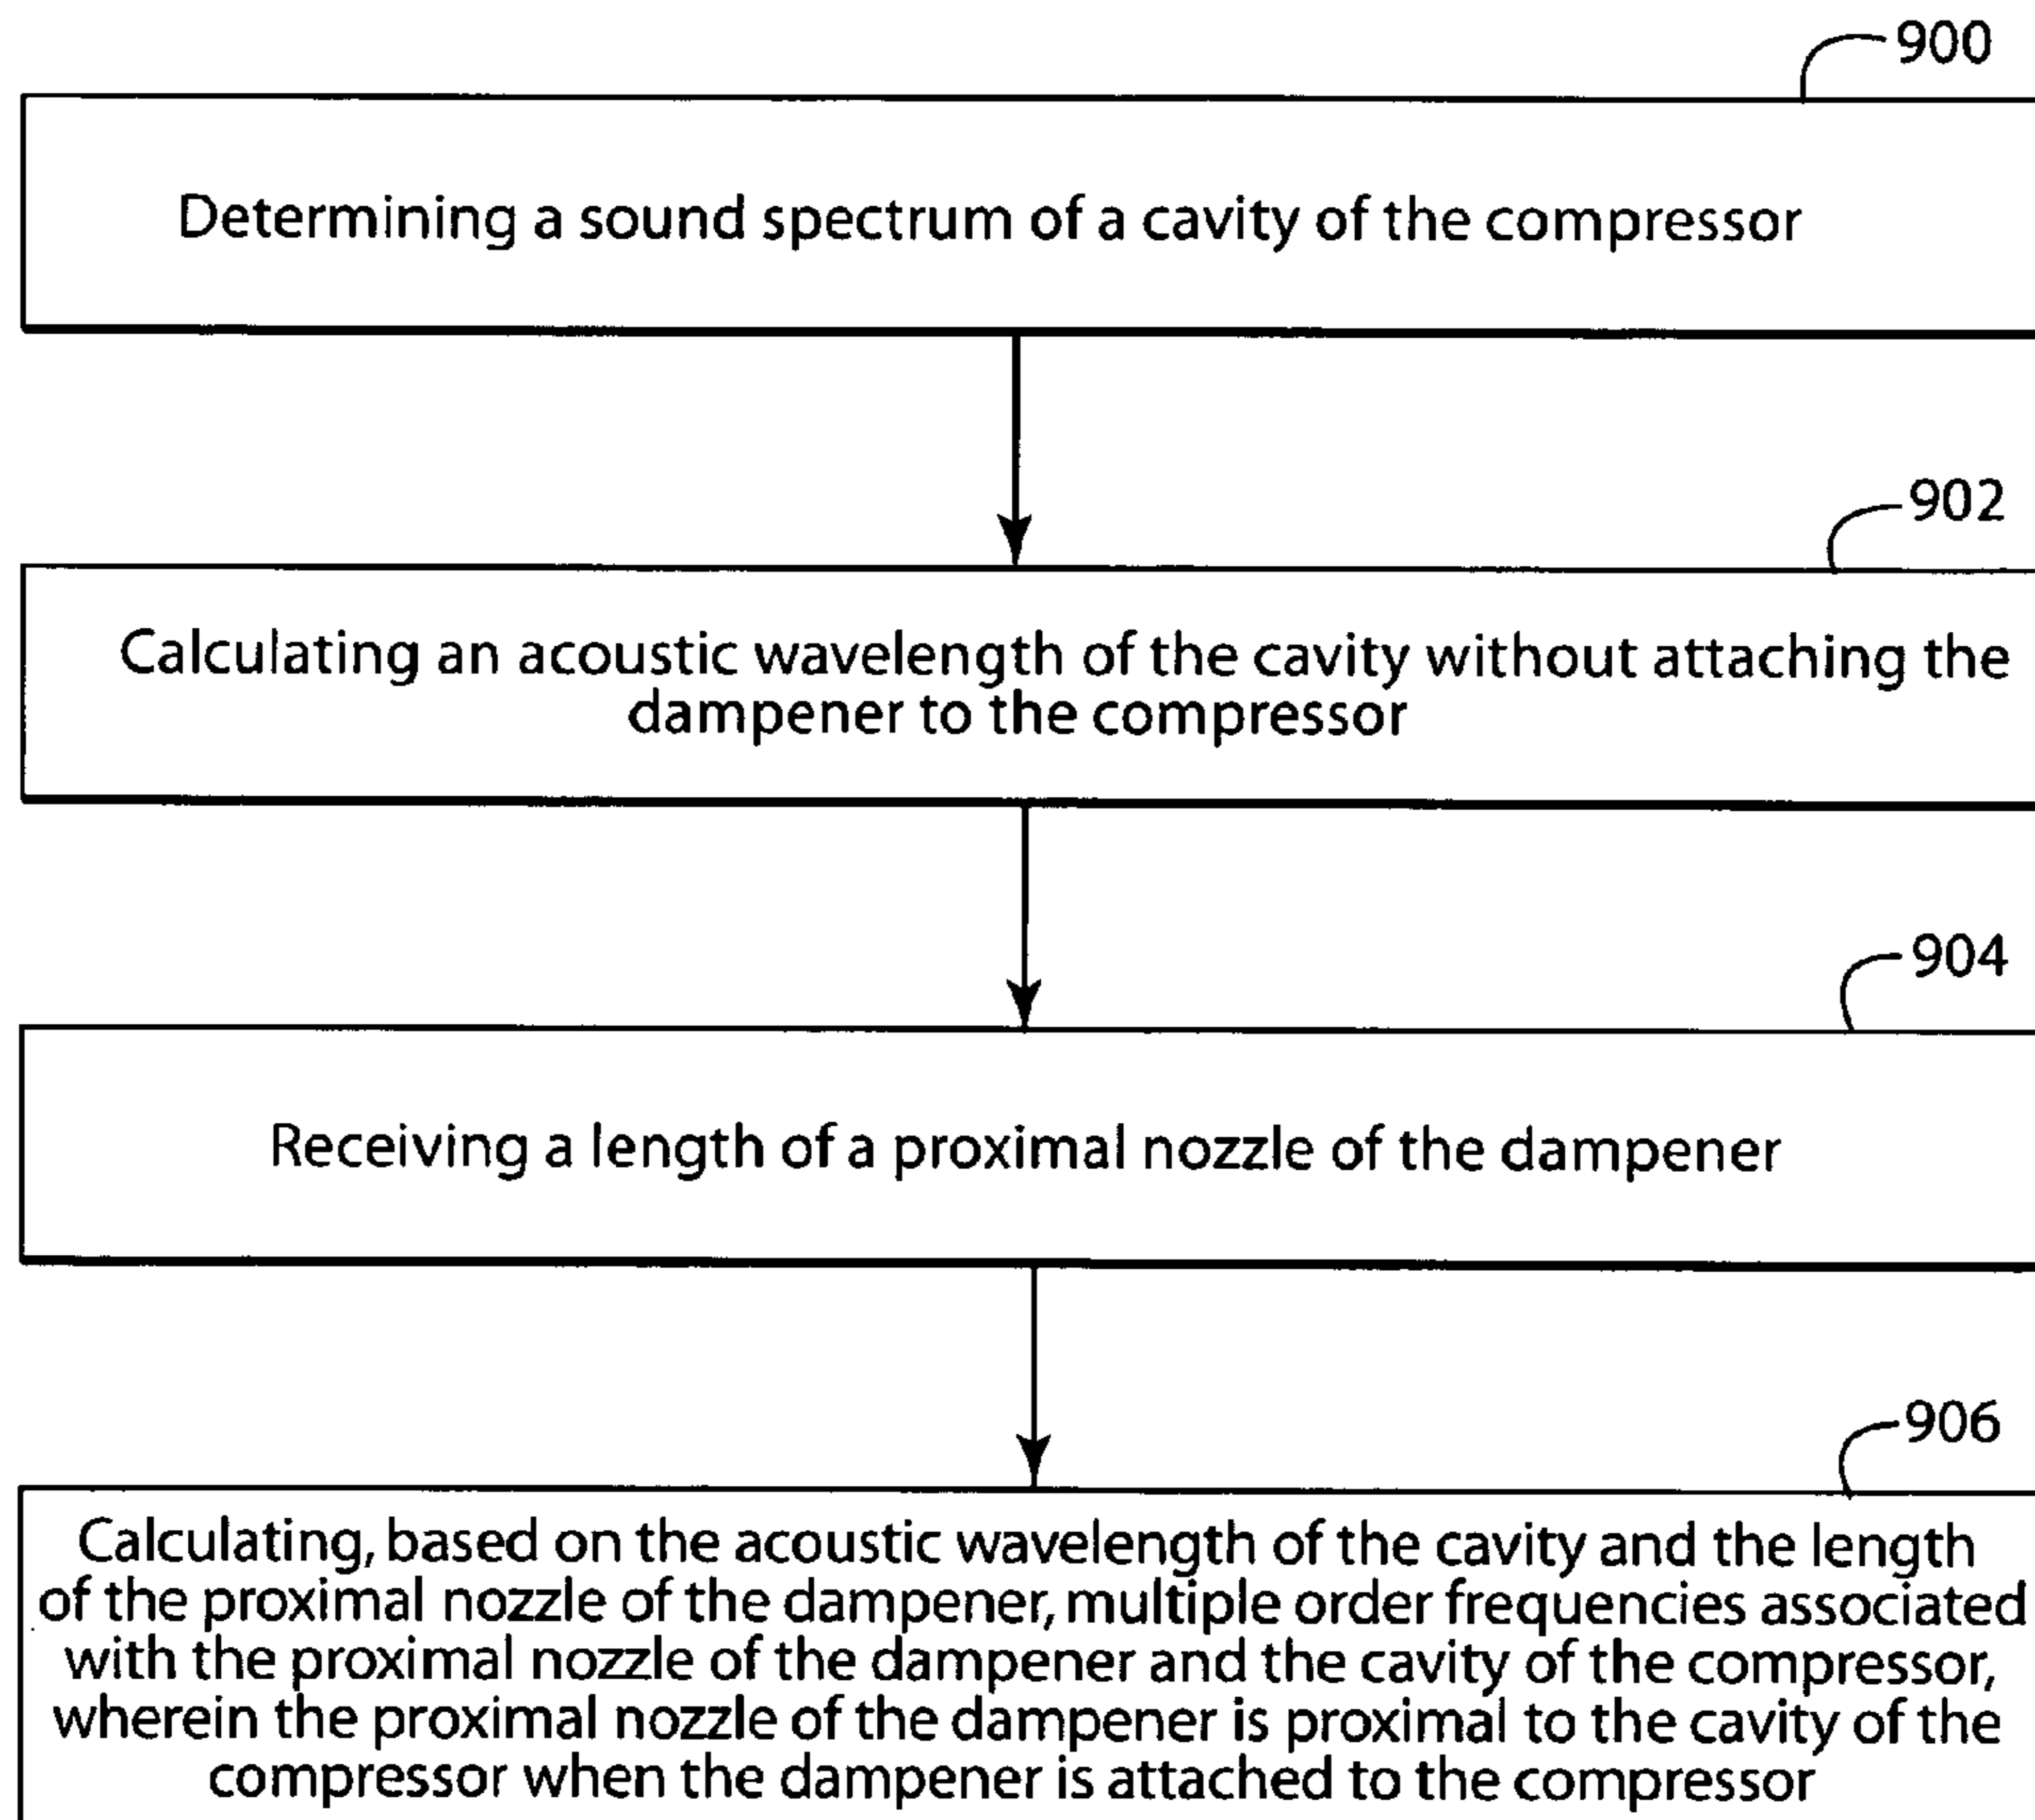 900
Determining a sound spectrum of a cavity of the compressor
902
Calculating an acoustic wavelength of the cavity without attaching the
dampener to the compressor
904
Receiving a length of a proximal nozzle of the dampener
906
Calculating, based on the acoustic wavelength of the cavity and the length
of the proximal nozzle of the dampener, multiple order frequencies associated
with the proximal nozzle of the dampener and the cavity of the compressor,
wherein the proximal nozzle of the dampener is proximal to the cavity of the
compressor when the dampener is attached to the compressor